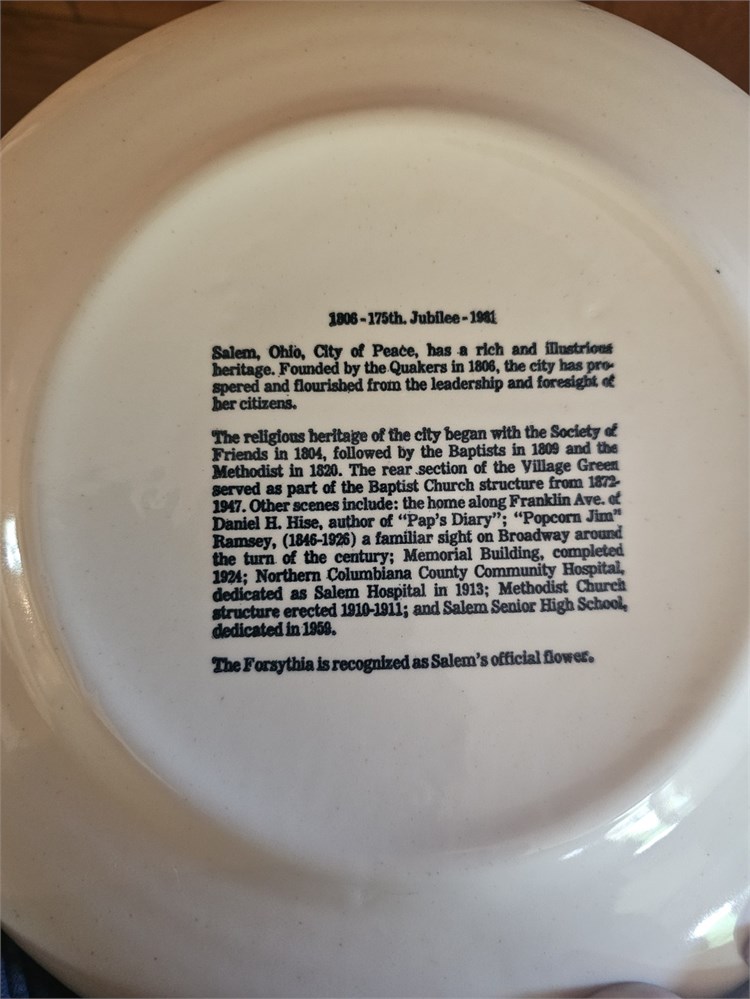 1806 - 175th. Jubilee - 1981
Salem, Ohio, City of Peace, has a rich and illustrious
heritage. Founded by the Quakers in 1806, the city has pro-
spered and flourished from the leadership and foresight of
her citizens.
The religious heritage of the city began with the Society of
Friends in 1804, followed by the Baptists in 1809 and the
Methodist in 1820. The rear section of the Village Green
served as part of the Baptist Church structure from 1872-
1947. Other scenes include: the home along Franklin Ave. of
Daniel H. Hise, author of “Pap's Diary”; “Popcorn Jim”
Ramsey, (1846-1926) a familiar sight on Broadway around
the turn of the century; Memorial Building, completed
1924; Northern Columbiana County Community Hospital,
dedicated as Salem Hospital in 1913; Methodist Church
structure erected 1910-1911; and Salem Senior High School,
dedicated in 1959.
The Forsythia is recognized as Salem's official flower.